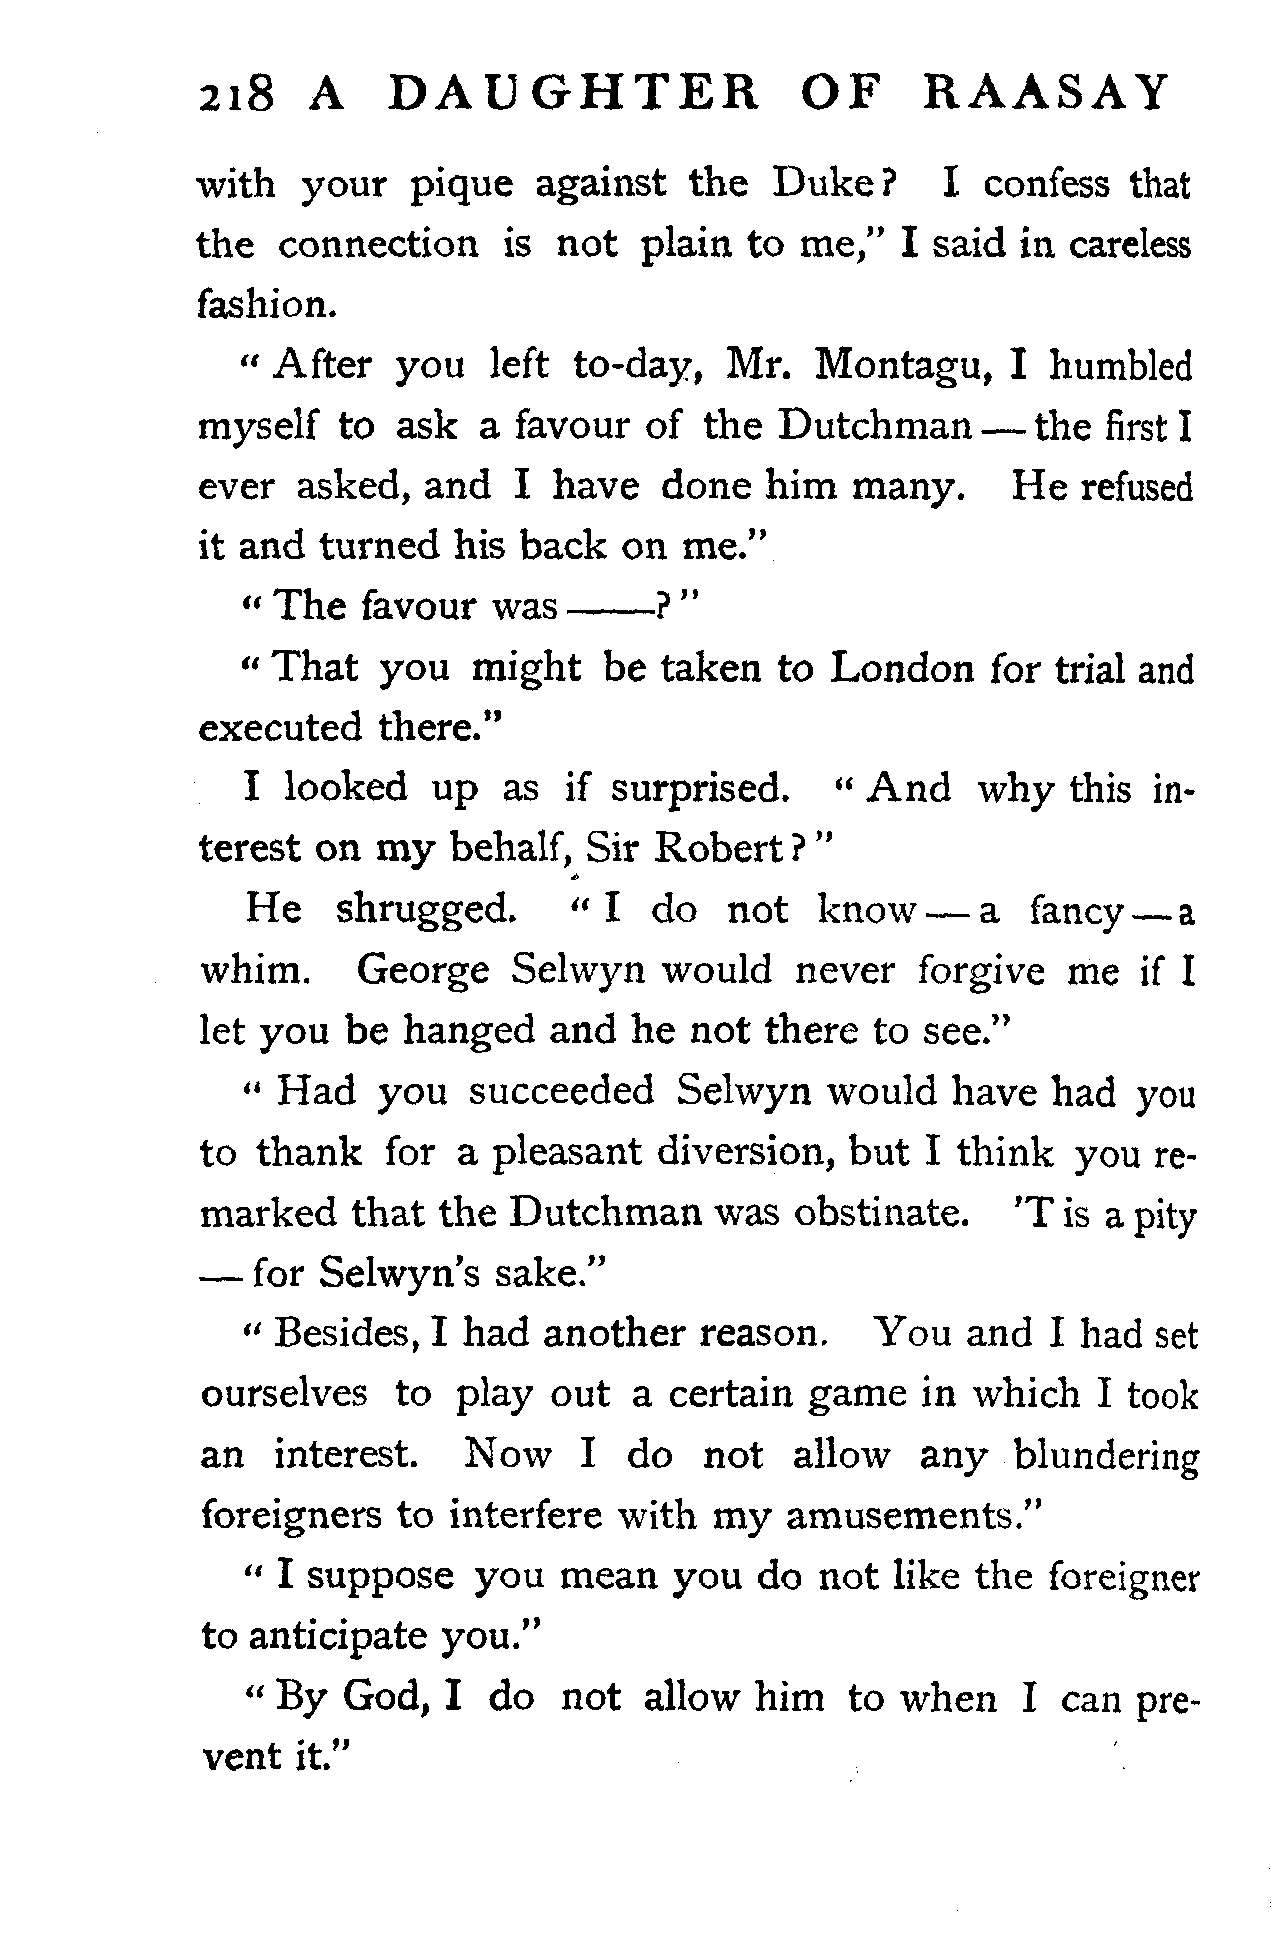 218 A DAUGHTER OF RAASAY
with your pique against the Duke? I confess that
the connection is not plain to me,” I said in careless
fashion.
“ After you left to-day, Mr. Montagu, I humbled
myself to ask a favour of the Dutchman — the first I
ever asked, and I have done him many. He refused
it and turned his back on me.”
“ The favour was ——? ”
“ That you might be taken to London for trial and
executed there.”
I looked up as if surprised. “ And why this in-
terest on my behalf, Sir Robert? ”
He shrugged. “ I do not know — a fancy — a
whim. George Selwyn would never forgive me if I
let you be hanged and he not there to see.”
“ Had you succeeded Selwyn would have had you
to thank for a pleasant diversion, but I think you re-
marked that the Dutchman was obstinate. ’T is a pity
— for Selwyn’s sake.”
“ Besides, I had another reason. You and I had set
ourselves to play out a certain game in which I took
an interest. Now I do not allow any blundering
foreigners to interfere with my amusements.”
“ I suppose you mean you do not like the foreigner
to anticipate you.”
“ By God, I do not allow him to when I can pre-
vent it.”